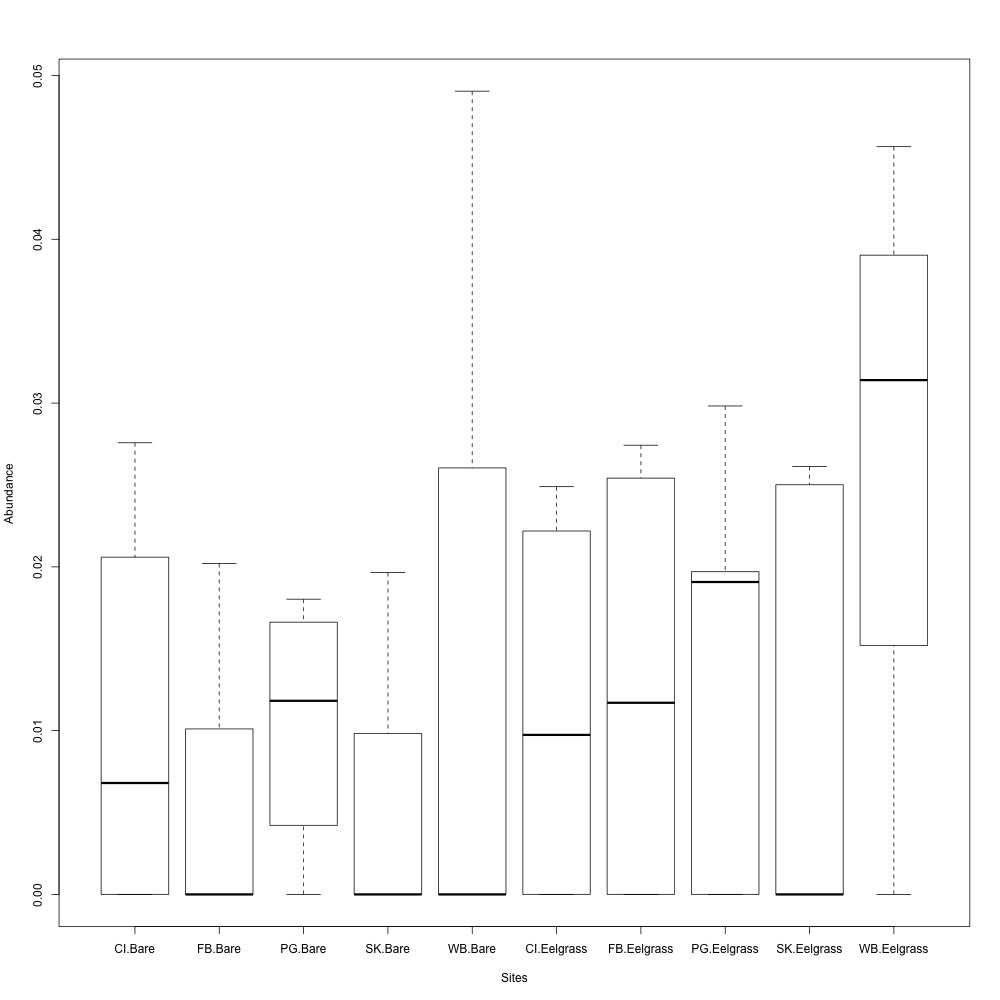 Abundance
0.05
0.04
0.03
0.02
0.01
0.00
CI.Bare FB.Bare PG.Bare SK.Bare WB.Bare CI.Eelgrass FB.Eelgrass PG.Eelgrass SK.Eelgrass WB.Eelgrass
Sites